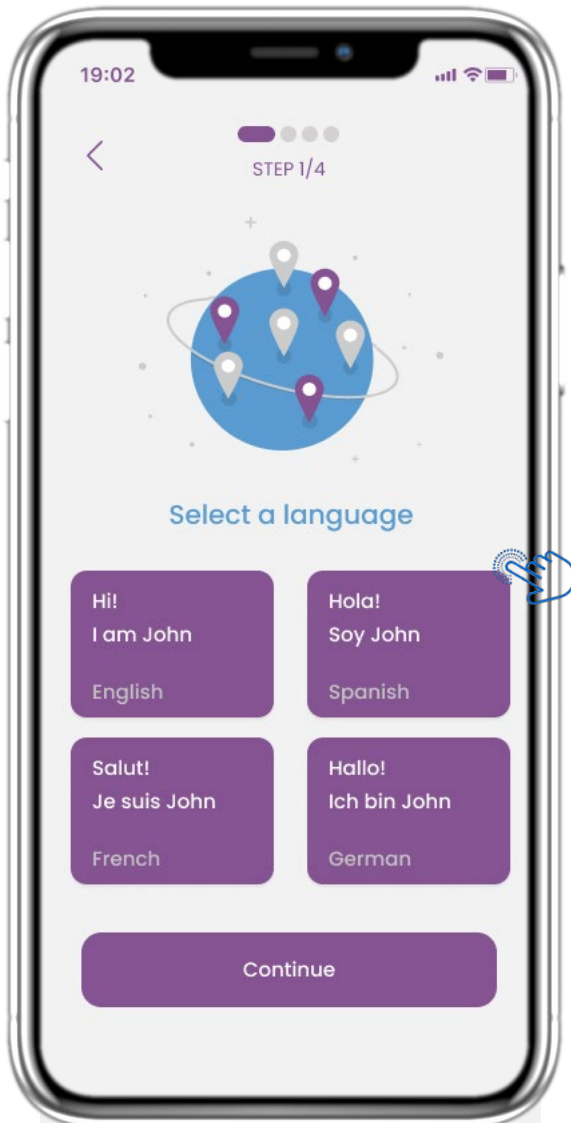 19:02
STEP 1/4
Select a language
Hi!
I am John
English
Hola!
Soy John
Spanish
Salut!
Je suis John
French
Hallo!
Ich bin John
German
Continue